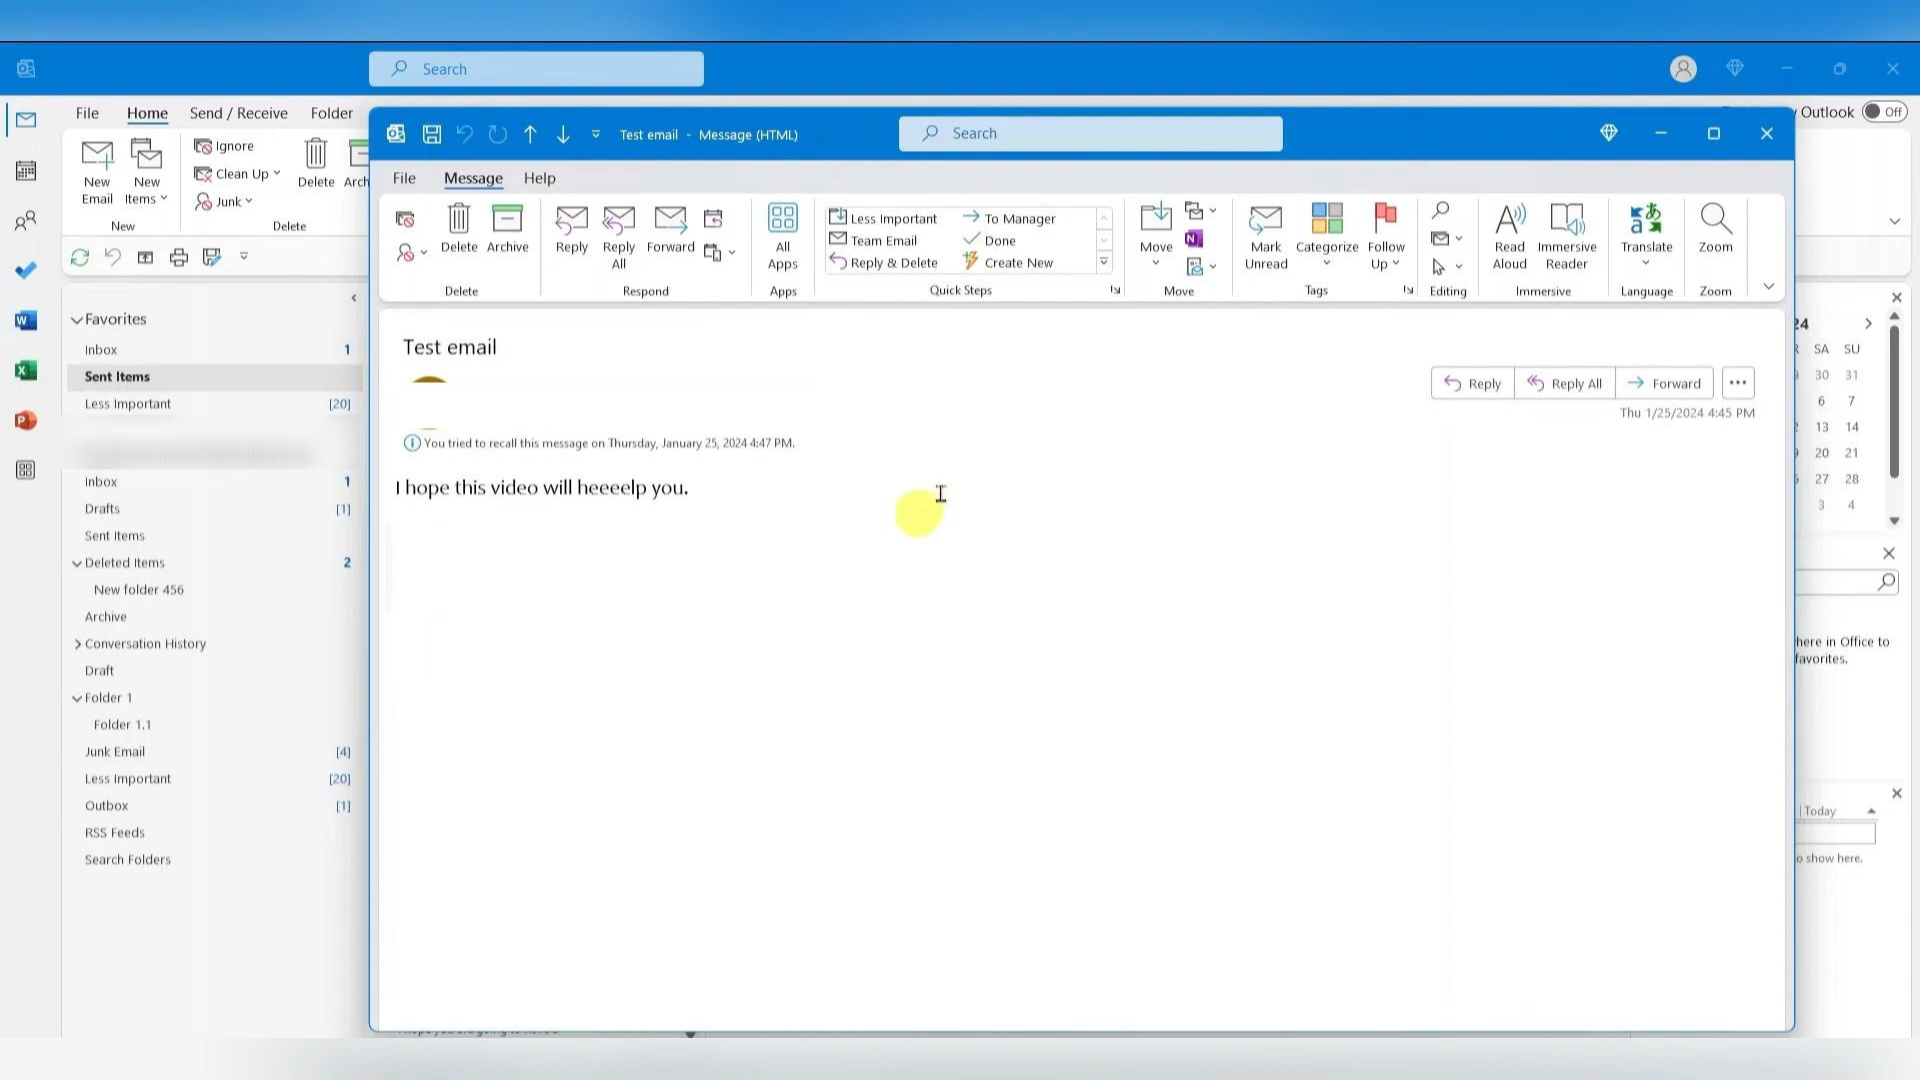 Search
File Home Send / Receive Folder
Outlook Off
New Email
New Items
Ignore
Clean Up
Junk
Delete
New
Delete
Test email - Message (HTML)
Search
File Message Help
Delete Archive
Reply
Reply All
Forward
All Apps
Less Important
Team Email
Reply & Delete
To Manager
Done
Create New
Move
Mark Unread
Categorize
Follow Up
Read Aloud
Immersive Reader
Translate
Zoom
Delete Respond Apps Quick Steps Move Tags Editing Immersive Language Zoom
Favorites
Inbox 1
Sent Items
Less Important [20]
Inbox 1
Drafts [1]
Sent Items
Deleted Items 2
New folder 456
Archive
Conversation History
Draft
Folder 1
Folder 1.1
Junk Email [4]
Less Important [20]
Outbox [1]
RSS Feeds
Search Folders
Test email
Reply Reply All Forward
Thu 1/25/2024 4:45 PM
You tried to recall this message on Thursday, January 25, 2024 4:47 PM.
I hope this video will heeeelp you.
24
SA SU
30 31
6 7
13 14
20 21
27 28
3 4
here in Office to
favorites.
Today
o show here.